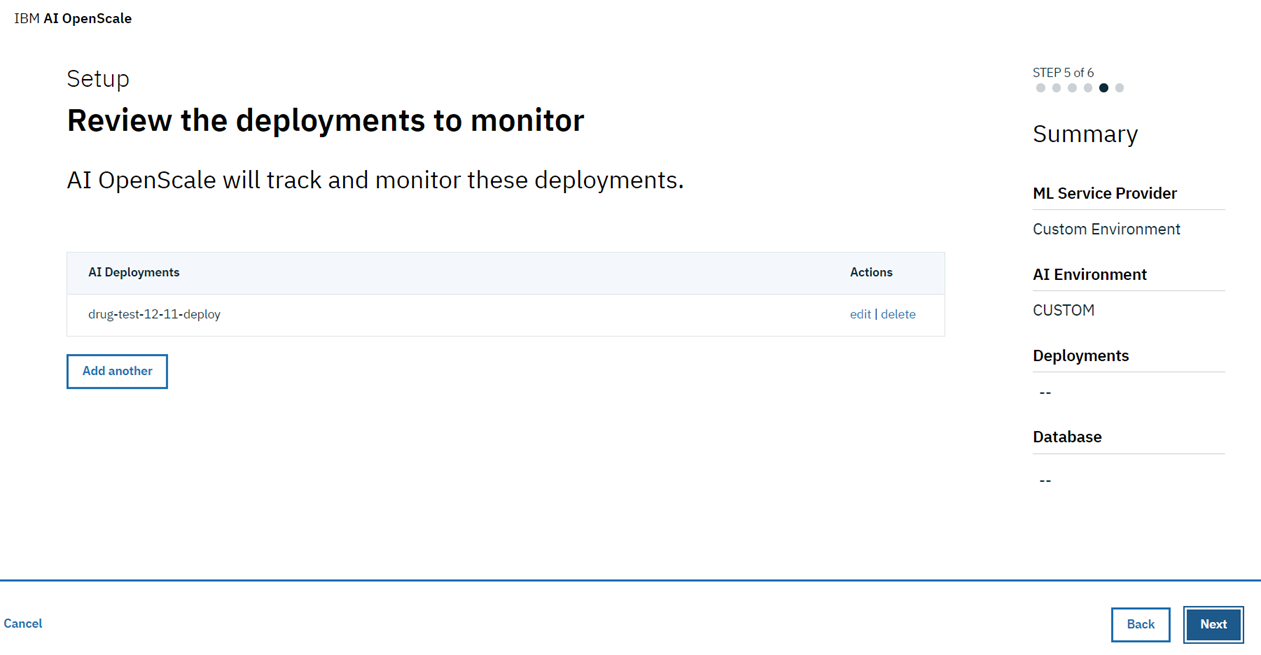 IBM AI OpenScale
Setup
Review the deployments to monitor
AI OpenScale will track and monitor these deployments.
AI Deployments Actions
drug-test-12-11-deploy edit | delete
Add another
STEP 5 of 6
Summary
ML Service Provider
Custom Environment
AI Environment
CUSTOM
Deployments
--
Database
--
Cancel Back Next